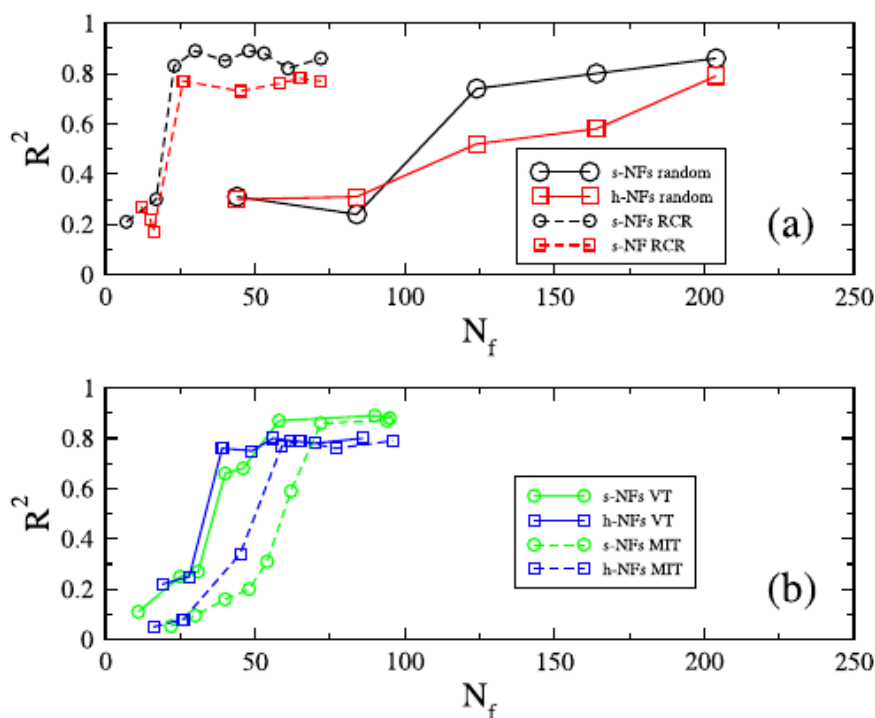 1
0.8
0.6
0.4
0.2
0
R²
0 50 100 150 200 250
N_f
s-NFs random
h-NFs random
s-NFs RCR
s-NF RCR
(a)
1
0.8
0.6
0.4
0.2
0
R²
0 50 100 150 200 250
N_f
s-NFs VT
h-NFs VT
s-NFs MIT
h-NFs MIT
(b)